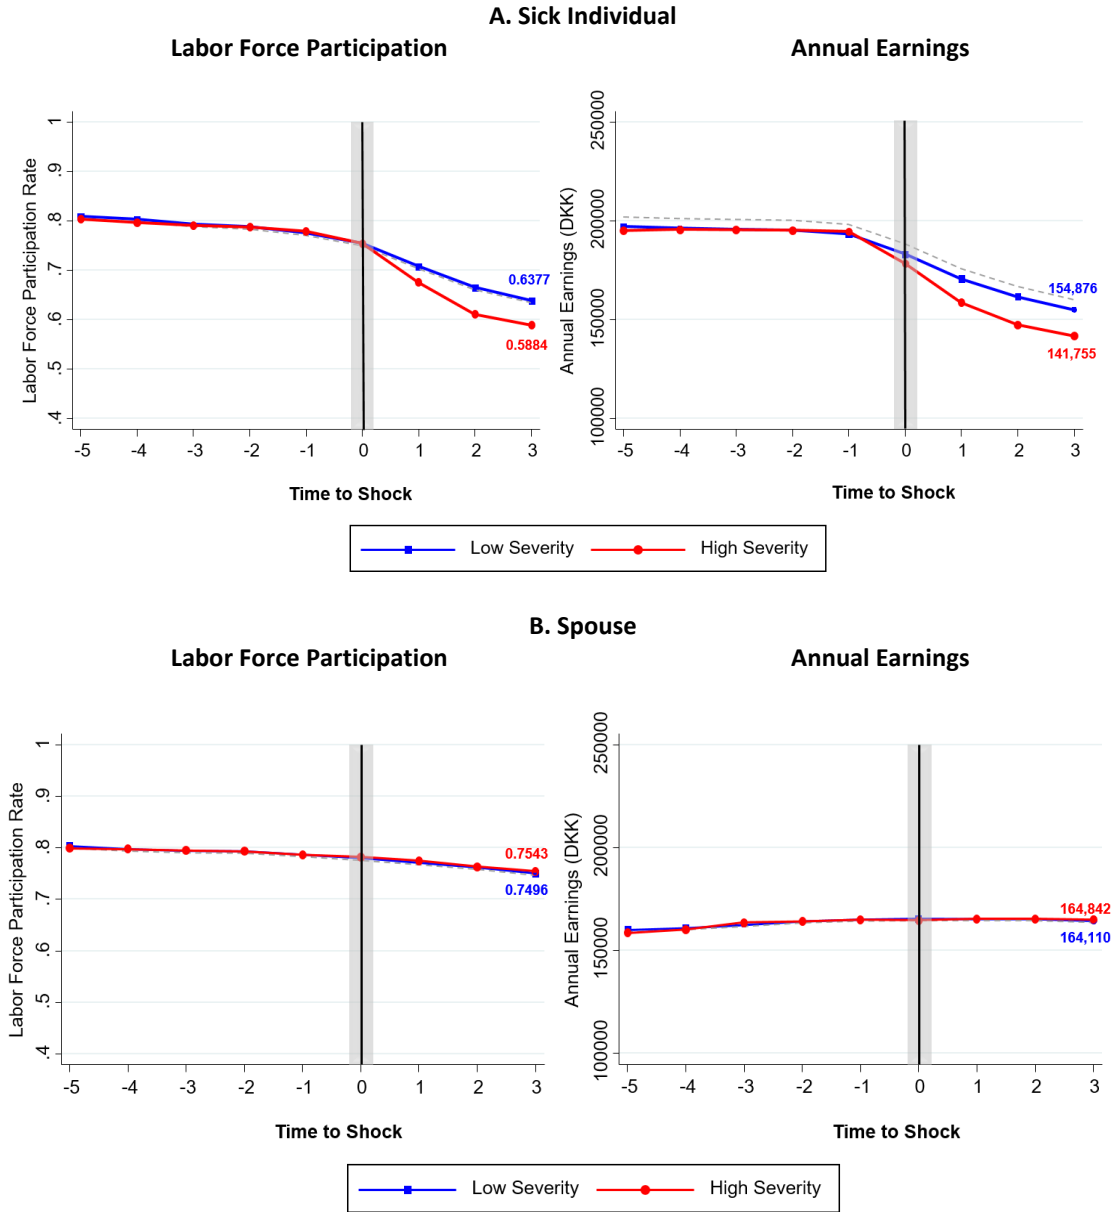 A. Sick Individual
Labor Force Participation
Annual Earnings
Labor Force Participation Rate
1
.9
.8
.7
.6
.5
.4
0.6377
0.5884
-5 -4 -3 -2 -1 0 1 2 3
Time to Shock
Annual Earnings (DKK)
250000
200000
150000
100000
154,876
141,755
-5 -4 -3 -2 -1 0 1 2 3
Time to Shock
Low Severity High Severity
B. Spouse
Labor Force Participation
Annual Earnings
Labor Force Participation Rate
1
.9
.8
.7
.6
.5
.4
0.7543
0.7496
-5 -4 -3 -2 -1 0 1 2 3
Time to Shock
Annual Earnings (DKK)
250000
200000
150000
100000
164,842
164,110
-5 -4 -3 -2 -1 0 1 2 3
Time to Shock
Low Severity High Severity